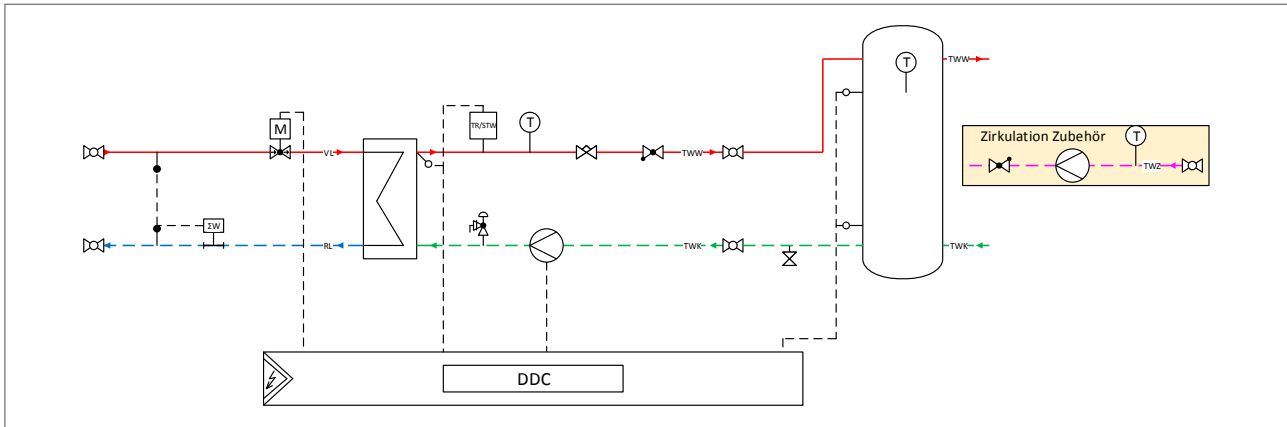 T
TWW
Zirkulation Zubehör
T
M
TR/STW
T
VL
TWW
TWZ
ΣW
RL
TWK
TWK
DDC